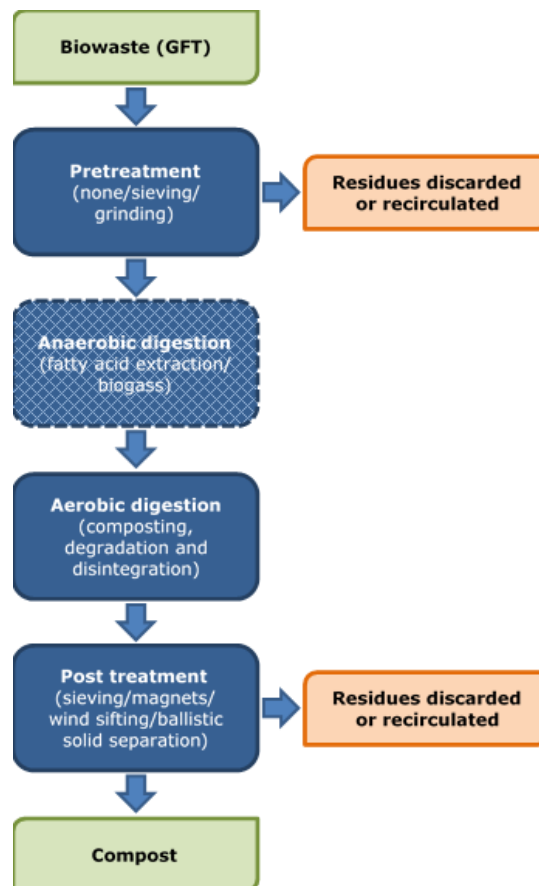 Biowaste (GFT)
Pretreatment
(none/sieving/
grinding)
Residues discarded
or recirculated
Anaerobic digestion
(fatty acid extraction/
biogass)
Aerobic digestion
(composting,
degradation and
disintegration)
Post treatment
(sieving/magnets/
wind sifting/ballistic
solid separation)
Residues discarded
or recirculated
Compost